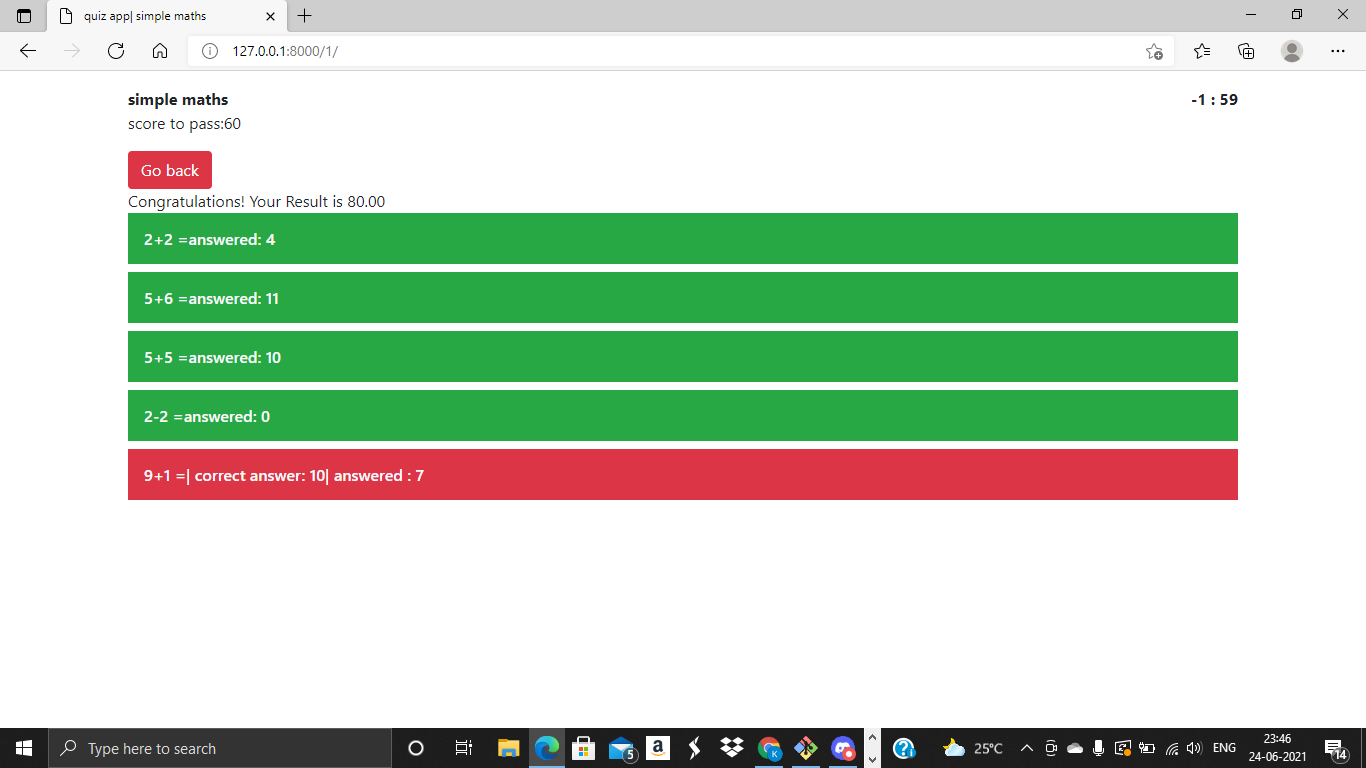 quiz app| simple maths
127.0.0.1:8000/1/
simple maths
-1 : 59
score to pass:60
Go back
Congratulations! Your Result is 80.00
2+2 =answered: 4
5+6 =answered: 11
5+5 =answered: 10
2-2 =answered: 0
9+1 =| correct answer: 10| answered : 7
Type here to search
5
a
K
25°C
ENG
23:46
24-06-2021
14